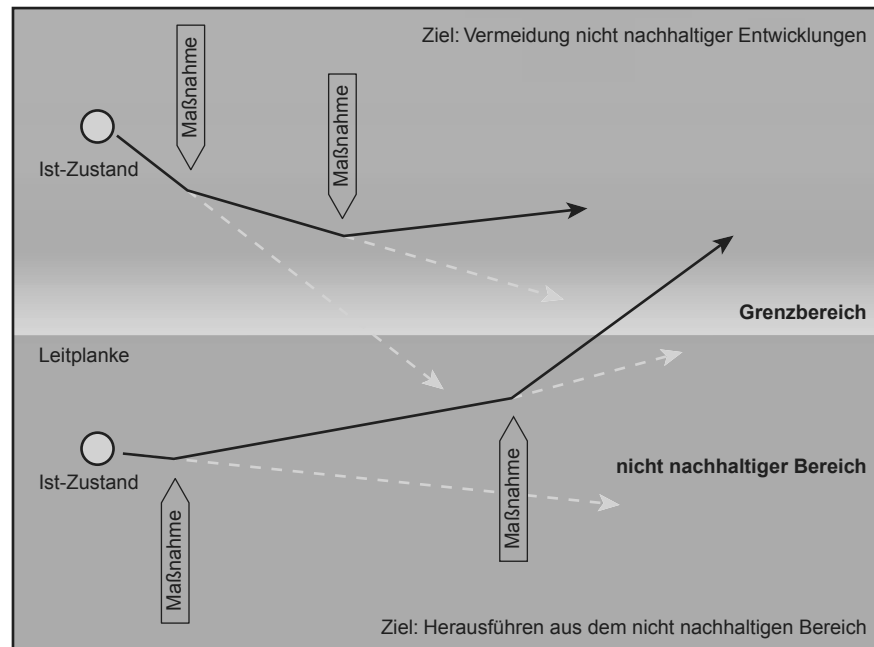 Ziel: Vermeidung nicht nachhaltiger Entwicklungen
Maßnahme
Maßnahme
Ist-Zustand
Grenzbereich
Leitplanke
nicht nachhaltiger Bereich
Ist-Zustand
Maßnahme
Maßnahme
Ziel: Herausführen aus dem nicht nachhaltigen Bereich